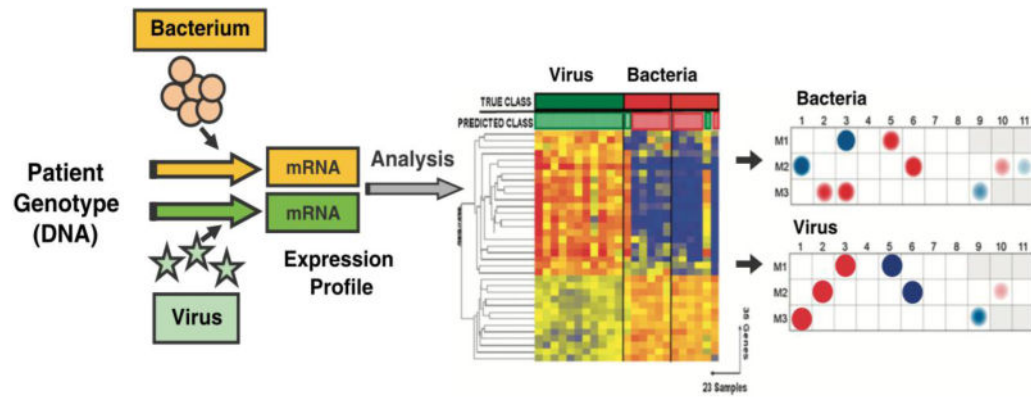 Bacterium
Patient
Genotype
(DNA)
mRNA
mRNA
Analysis
Expression
Profile
Virus
Virus Bacteria
TRUE CLASS
PREDICTED CLASS
35 Genes
23 Samples
Bacteria
1 2 3 4 5 6 7 8 9 10 11
M1
M2
M3
Virus
1 2 3 4 5 6 7 8 9 10 11
M1
M2
M3